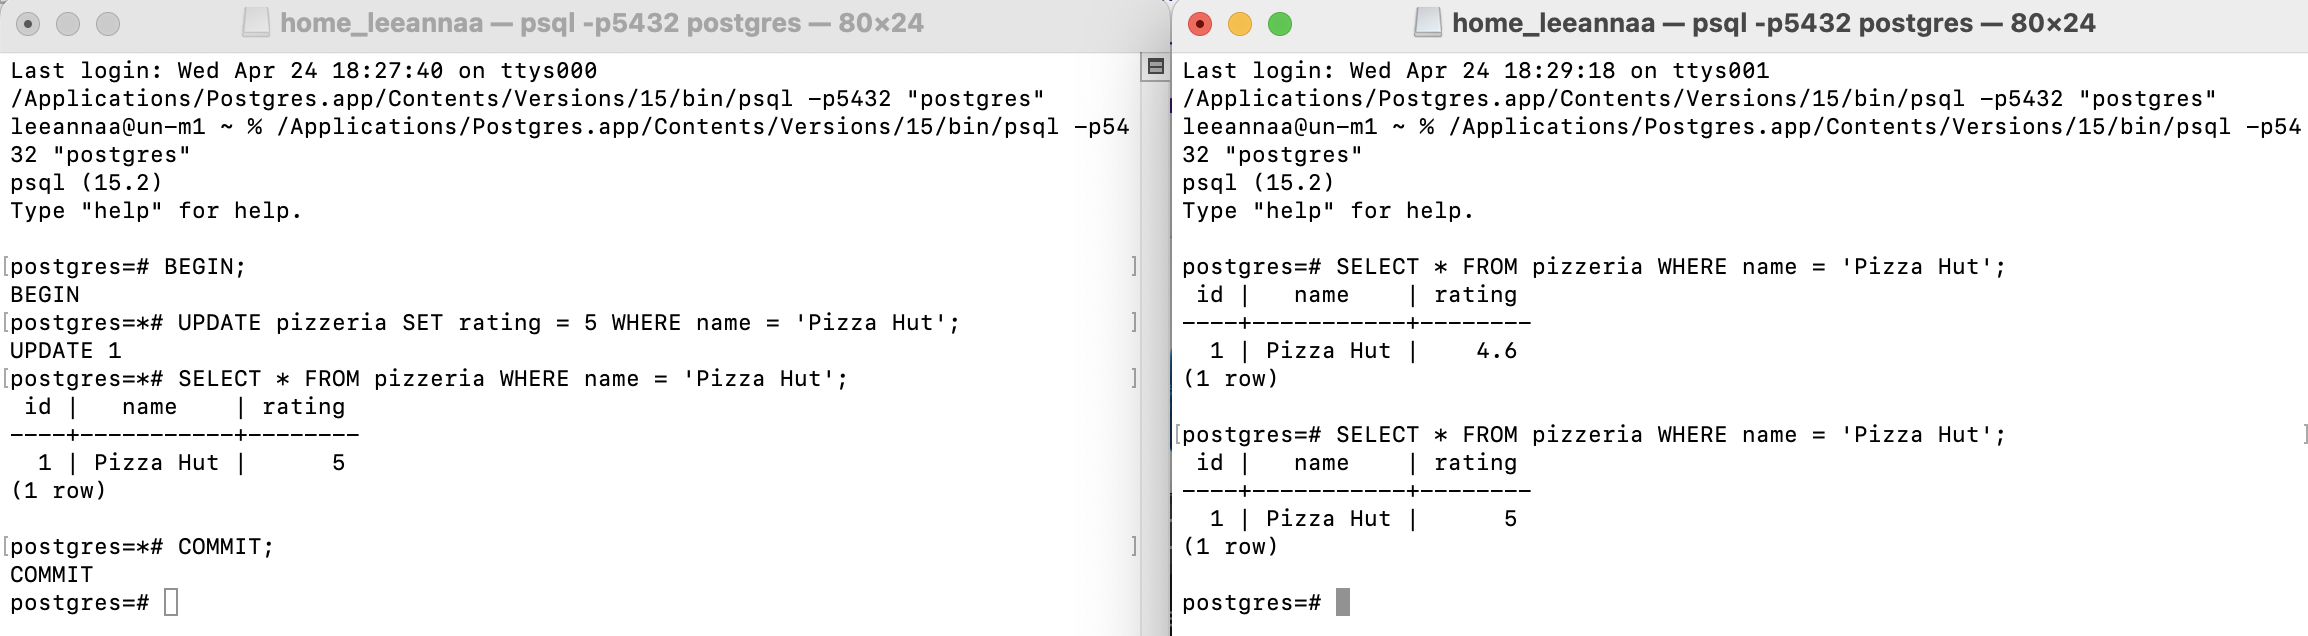 home_leeannaa — psql -p5432 postgres — 80×24
Last login: Wed Apr 24 18:27:40 on ttys000
/Applications/Postgres.app/Contents/Versions/15/bin/psql -p5432 "postgres"
leeannaa@un-m1 ~ % /Applications/Postgres.app/Contents/Versions/15/bin/psql -p54
32 "postgres"
psql (15.2)
Type "help" for help.
[postgres=# BEGIN; ]
BEGIN
[postgres=*# UPDATE pizzeria SET rating = 5 WHERE name = 'Pizza Hut'; ]
UPDATE 1
[postgres=*# SELECT * FROM pizzeria WHERE name = 'Pizza Hut'; ]
 id |   name    | rating
----+-----------+--------
  1 | Pizza Hut |      5
(1 row)
[postgres=*# COMMIT; ]
COMMIT
postgres=#
home_leeannaa — psql -p5432 postgres — 80×24
Last login: Wed Apr 24 18:29:18 on ttys001
/Applications/Postgres.app/Contents/Versions/15/bin/psql -p5432 "postgres"
leeannaa@un-m1 ~ % /Applications/Postgres.app/Contents/Versions/15/bin/psql -p54
32 "postgres"
psql (15.2)
Type "help" for help.
postgres=# SELECT * FROM pizzeria WHERE name = 'Pizza Hut';
 id |   name    | rating
----+-----------+--------
  1 | Pizza Hut |    4.6
(1 row)
[postgres=# SELECT * FROM pizzeria WHERE name = 'Pizza Hut'; ]
 id |   name    | rating
----+-----------+--------
  1 | Pizza Hut |      5
(1 row)
postgres=#